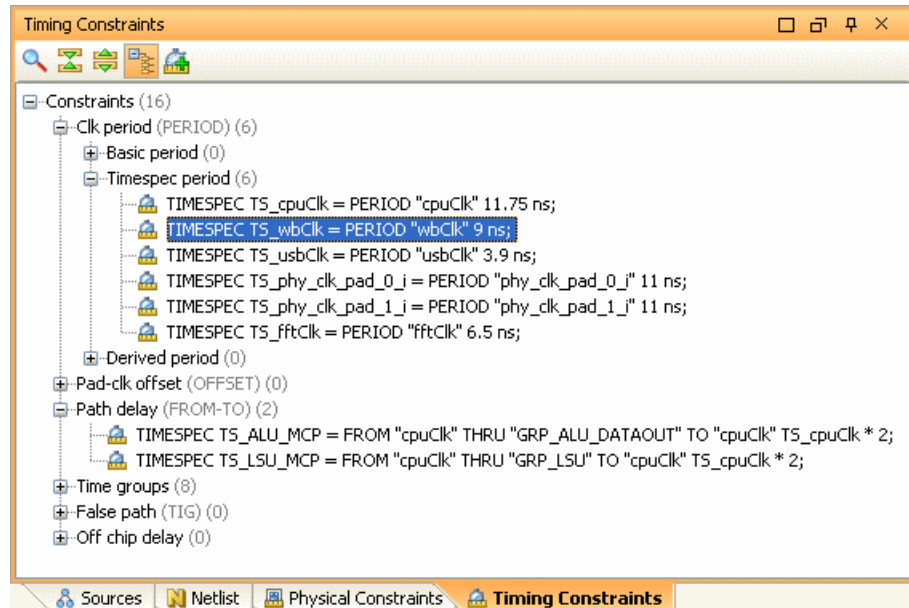 Timing Constraints
Constraints (16)
Clk period (PERIOD) (6)
Basic period (0)
Timespec period (6)
TIMESPEC TS_cpuClk = PERIOD "cpuClk" 11.75 ns;
TIMESPEC TS_wbClk = PERIOD "wbClk" 9 ns;
TIMESPEC TS_usbClk = PERIOD "usbClk" 3.9 ns;
TIMESPEC TS_phy_clk_pad_0_i = PERIOD "phy_clk_pad_0_i" 11 ns;
TIMESPEC TS_phy_clk_pad_1_i = PERIOD "phy_clk_pad_1_i" 11 ns;
TIMESPEC TS_fftClk = PERIOD "fftClk" 6.5 ns;
Derived period (0)
Pad-clk offset (OFFSET) (0)
Path delay (FROM-TO) (2)
TIMESPEC TS_ALU_MCP = FROM "cpuClk" THRU "GRP_ALU_DATAOUT" TO "cpuClk" TS_cpuClk * 2;
TIMESPEC TS_LSU_MCP = FROM "cpuClk" THRU "GRP_LSU" TO "cpuClk" TS_cpuClk * 2;
Time groups (8)
False path (TIG) (0)
Off chip delay (0)
Sources Netlist Physical Constraints Timing Constraints